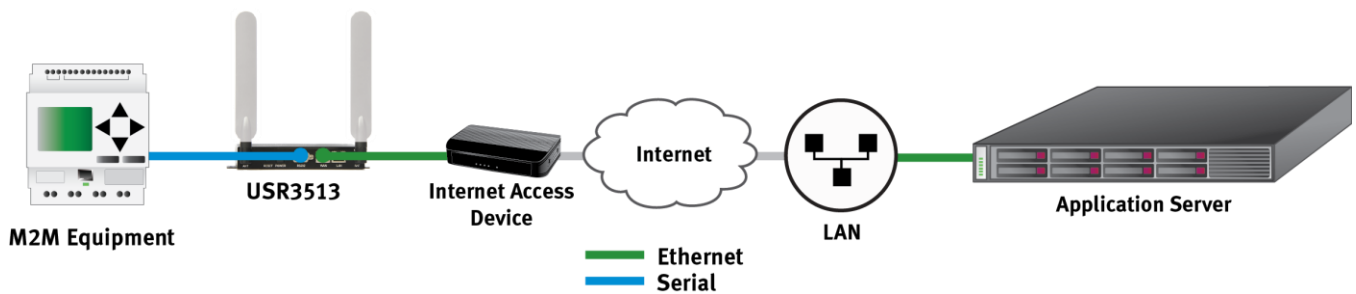 M2M Equipment
USR3513
Internet Access
Device
Internet
LAN
Application Server
Ethernet
Serial